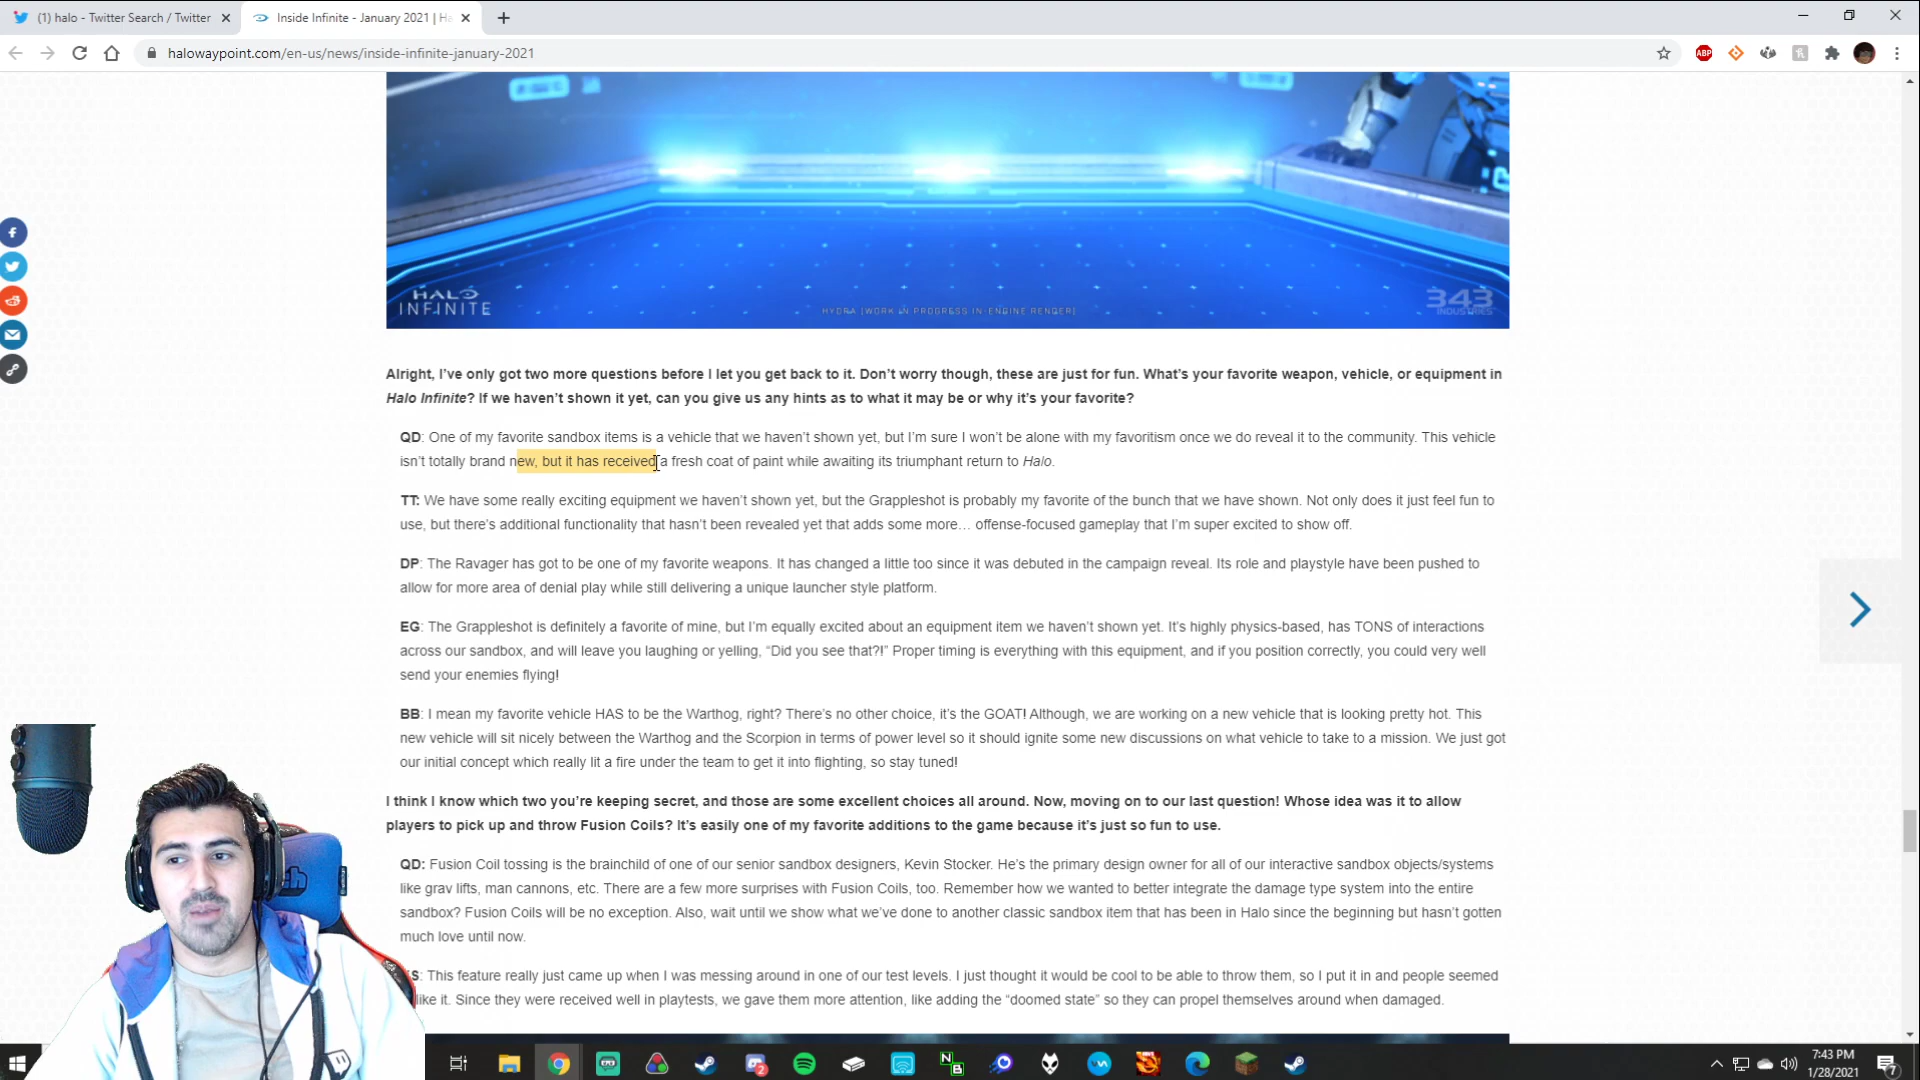 (1) halo - Twitter Search / Twitter
Inside Infinite - January 2021 | Ha
halowaypoint.com/en-us/news/inside-infinite-january-2021
ABP
HALO
INFINITE
HYDRA [WORK IN PROGRESS IN-ENGINE RENDER]
343
INDUSTRIES
Alright, I’ve only got two more questions before I let you get back to it. Don’t worry though, these are just for fun. What’s your favorite weapon, vehicle, or equipment in
Halo Infinite? If we haven’t shown it yet, can you give us any hints as to what it may be or why it’s your favorite?
QD: One of my favorite sandbox items is a vehicle that we haven’t shown yet, but I’m sure I won’t be alone with my favoritism once we do reveal it to the community. This vehicle
isn’t totally brand new, but it has received a fresh coat of paint while awaiting its triumphant return to Halo.
TT: We have some really exciting equipment we haven’t shown yet, but the Grappleshot is probably my favorite of the bunch that we have shown. Not only does it just feel fun to
use, but there’s additional functionality that hasn’t been revealed yet that adds some more… offense-focused gameplay that I’m super excited to show off.
DP: The Ravager has got to be one of my favorite weapons. It has changed a little too since it was debuted in the campaign reveal. Its role and playstyle have been pushed to
allow for more area of denial play while still delivering a unique launcher style platform.
EG: The Grappleshot is definitely a favorite of mine, but I’m equally excited about an equipment item we haven’t shown yet. It’s highly physics-based, has TONS of interactions
across our sandbox, and will leave you laughing or yelling, “Did you see that?!” Proper timing is everything with this equipment, and if you position correctly, you could very well
send your enemies flying!
BB: I mean my favorite vehicle HAS to be the Warthog, right? There’s no other choice, it’s the GOAT! Although, we are working on a new vehicle that is looking pretty hot. This
new vehicle will sit nicely between the Warthog and the Scorpion in terms of power level so it should ignite some new discussions on what vehicle to take to a mission. We just got
our initial concept which really lit a fire under the team to get it into flighting, so stay tuned!
I think I know which two you’re keeping secret, and those are some excellent choices all around. Now, moving on to our last question! Whose idea was it to allow
players to pick up and throw Fusion Coils? It’s easily one of my favorite additions to the game because it’s just so fun to use.
QD: Fusion Coil tossing is the brainchild of one of our senior sandbox designers, Kevin Stocker. He’s the primary design owner for all of our interactive sandbox objects/systems
like grav lifts, man cannons, etc. There are a few more surprises with Fusion Coils, too. Remember how we wanted to better integrate the damage type system into the entire
sandbox? Fusion Coils will be no exception. Also, wait until we show what we’ve done to another classic sandbox item that has been in Halo since the beginning but hasn’t gotten
much love until now.
S: This feature really just came up when I was messing around in one of our test levels. I just thought it would be cool to be able to throw them, so I put it in and people seemed
like it. Since they were received well in playtests, we gave them more attention, like adding the “doomed state” so they can propel themselves around when damaged.
7:43 PM
1/28/2021